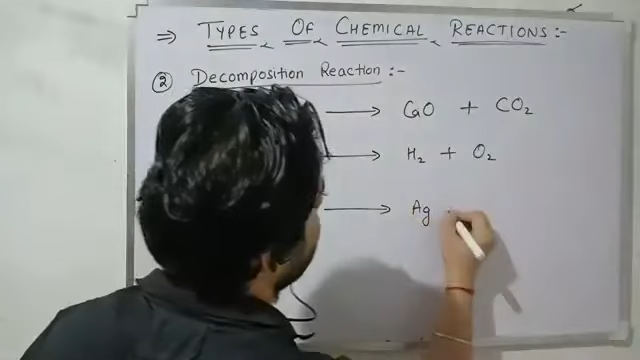 ⇒ TYPES OF CHEMICAL REACTIONS :-
② Decomposition Reaction :-
⟶ CaO + CO₂
⟶ H₂ + O₂
⟶ Ag